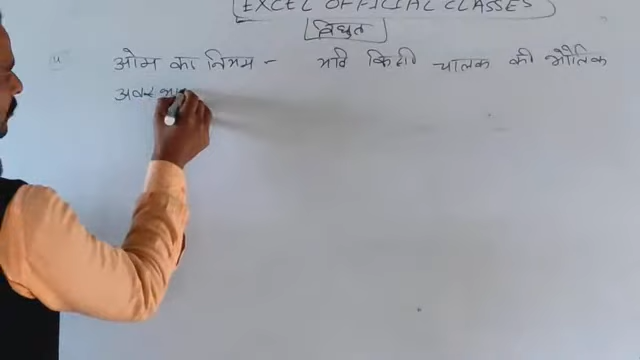 EXCEL OFFICIAL CLASSES
विद्युत
ओम का नियम - यदि किसी चालक की भौतिक